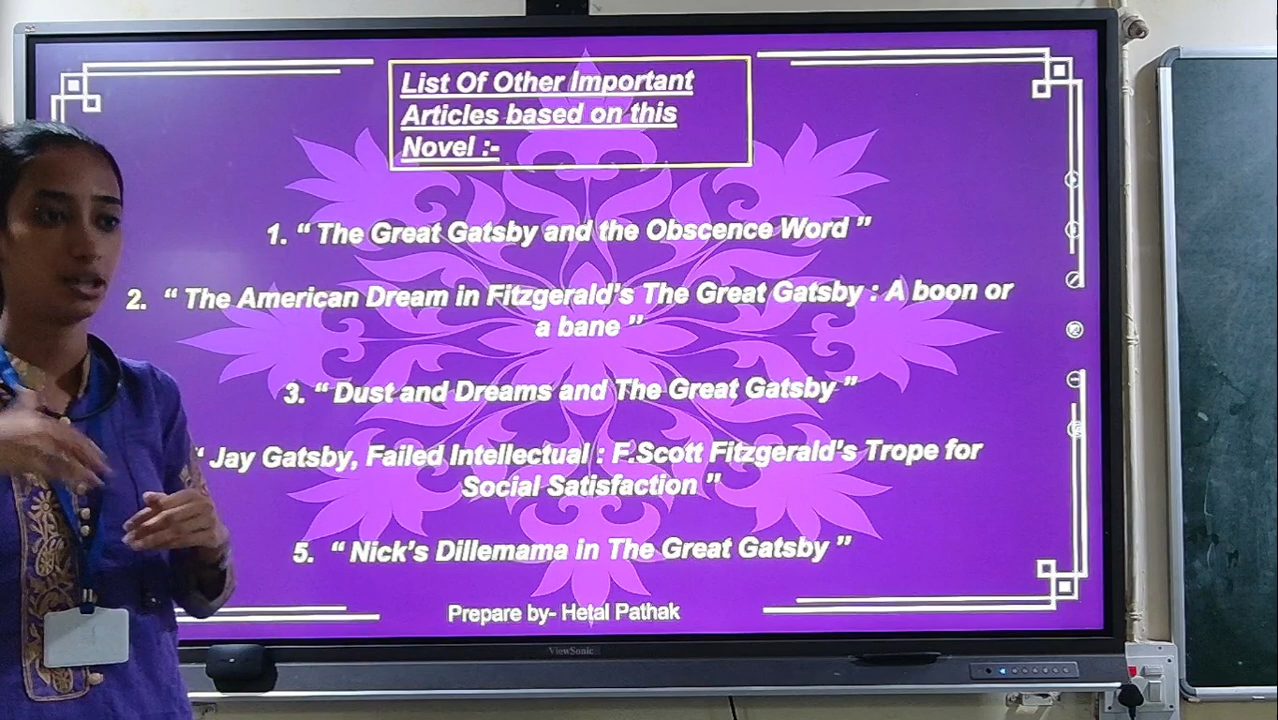 List Of Other Important
Articles based on this
Novel :-
1. “ The Great Gatsby and the Obscence Word ”
2. “ The American Dream in Fitzgerald’s The Great Gatsby : A boon or
a bane ”
3. “ Dust and Dreams and The Great Gatsby ”
“ Jay Gatsby, Failed Intellectual : F.Scott Fitzgerald's Trope for
Social Satisfaction ”
5. “ Nick’s Dillemama in The Great Gatsby ”
Prepare by- Hetal Pathak
ViewSonic